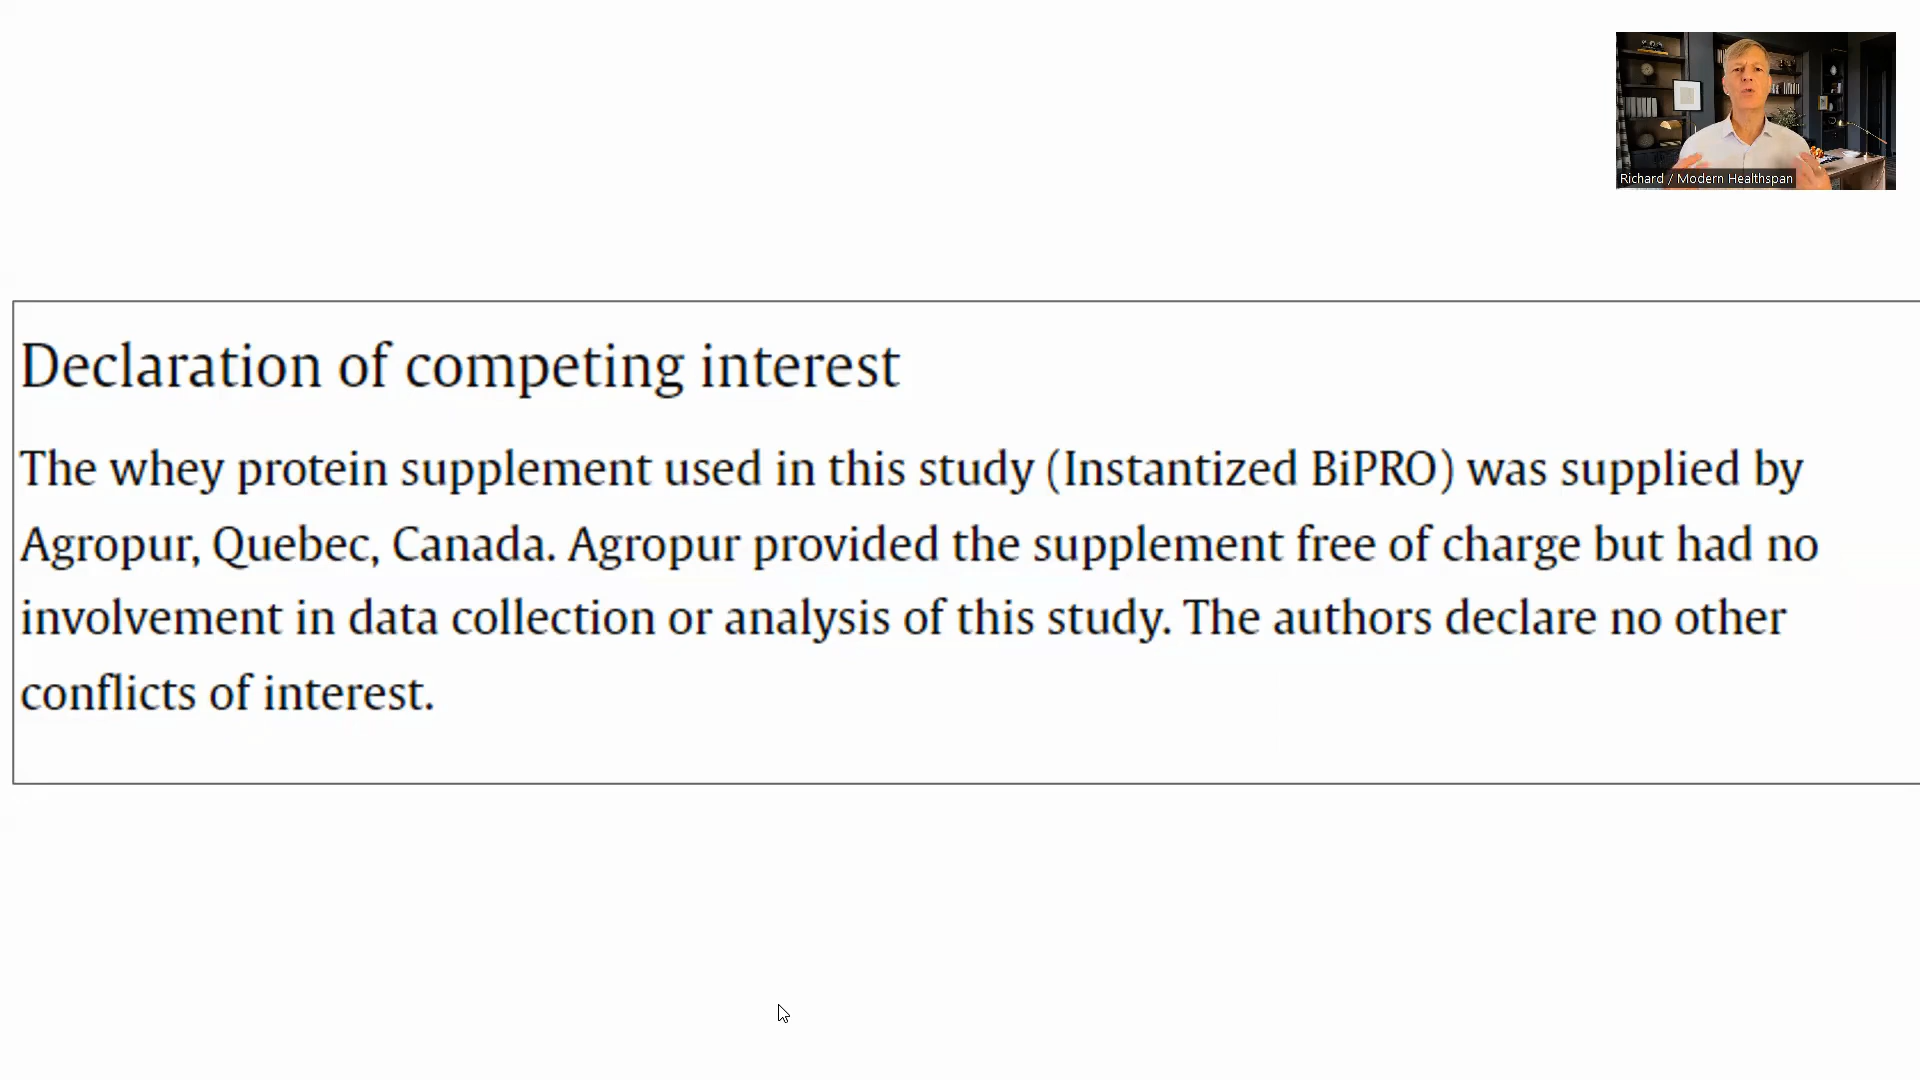 Richard / Modern Healthspan
Declaration of competing interest
The whey protein supplement used in this study (Instantized BiPRO) was supplied by
Agropur, Quebec, Canada. Agropur provided the supplement free of charge but had no
involvement in data collection or analysis of this study. The authors declare no other
conflicts of interest.